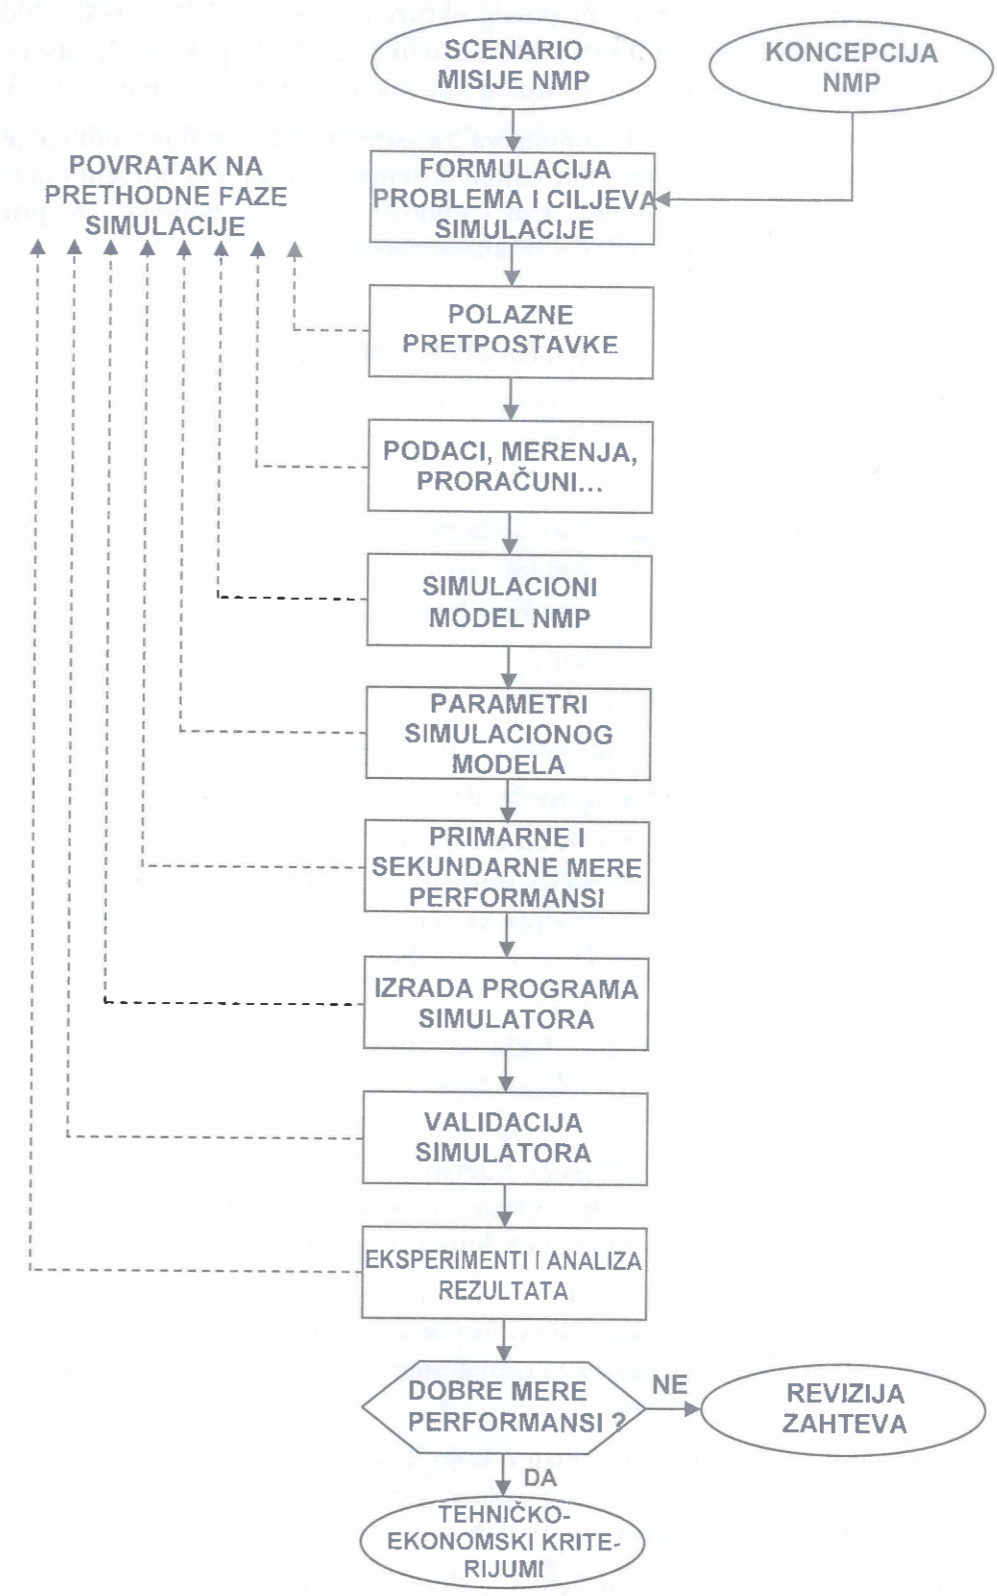 SCENARIO
MISIJE NMP
KONCEPCIJA
NMP
POVRATAK NA
PRETHODNE FAZE
SIMULACIJE
FORMULACIJA
PROBLEMA I CILJEVA
SIMULACIJE
POLAZNE
PRETPOSTAVKE
PODACI, MERENJA,
PRORAČUNI...
SIMULACIONI
MODEL NMP
PARAMETRI
SIMULACIONOG
MODELA
PRIMARNE I
SEKUNDARNE MERE
PERFORMANSI
IZRADA PROGRAMA
SIMULATORA
VALIDACIJA
SIMULATORA
EKSPERIMENTI I ANALIZA
REZULTATA
DOBRE MERE
PERFORMANSI ?
NE
REVIZIJA
ZAHTEVA
DA
TEHNIČKO-
EKONOMSKI KRITE-
RIJUMI